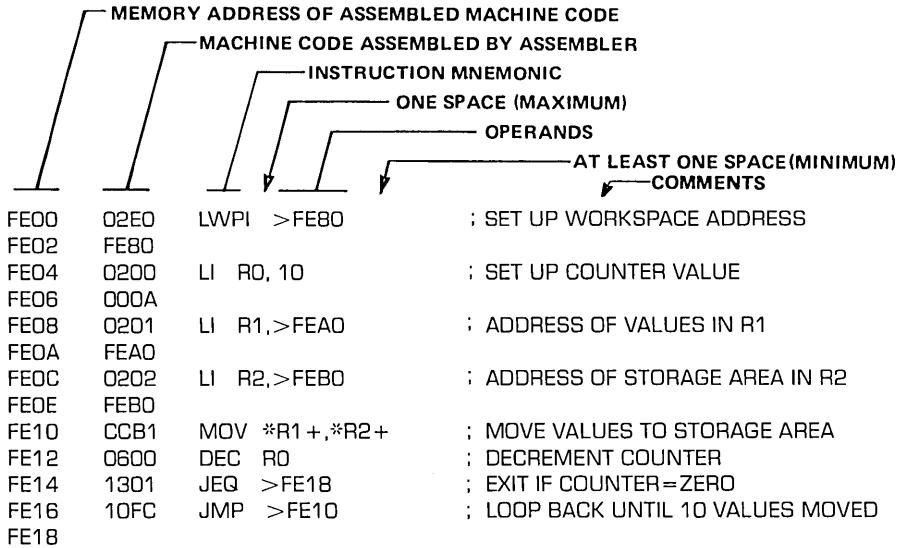 MEMORY ADDRESS OF ASSEMBLED MACHINE CODE
MACHINE CODE ASSEMBLED BY ASSEMBLER
INSTRUCTION MNEMONIC
ONE SPACE (MAXIMUM)
OPERANDS
AT LEAST ONE SPACE(MINIMUM)
COMMENTS
FE00 02E0 LWPI >FE80 ; SET UP WORKSPACE ADDRESS
FE02 FE80
FE04 0200 LI R0, 10 ; SET UP COUNTER VALUE
FE06 000A
FE08 0201 LI R1,>FEA0 ; ADDRESS OF VALUES IN R1
FE0A FEA0
FE0C 0202 LI R2,>FEB0 ; ADDRESS OF STORAGE AREA IN R2
FE0E FEB0
FE10 CCB1 MOV *R1+,*R2+ ; MOVE VALUES TO STORAGE AREA
FE12 0600 DEC R0 ; DECREMENT COUNTER
FE14 1301 JEQ >FE18 ; EXIT IF COUNTER=ZERO
FE16 10FC JMP >FE10 ; LOOP BACK UNTIL 10 VALUES MOVED
FE18